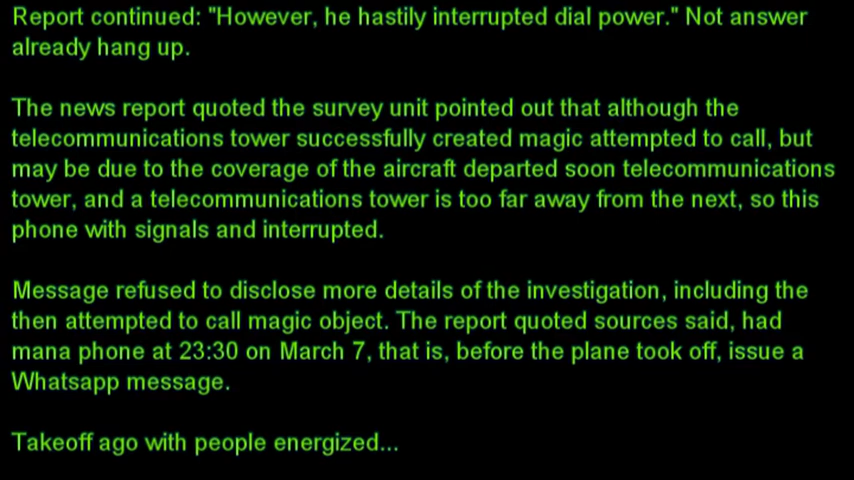 Report continued: "However, he hastily interrupted dial power." Not answer
already hang up.
The news report quoted the survey unit pointed out that although the
telecommunications tower successfully created magic attempted to call, but
may be due to the coverage of the aircraft departed soon telecommunications
tower, and a telecommunications tower is too far away from the next, so this
phone with signals and interrupted.
Message refused to disclose more details of the investigation, including the
then attempted to call magic object. The report quoted sources said, had
mana phone at 23:30 on March 7, that is, before the plane took off, issue a
Whatsapp message.
Takeoff ago with people energized...